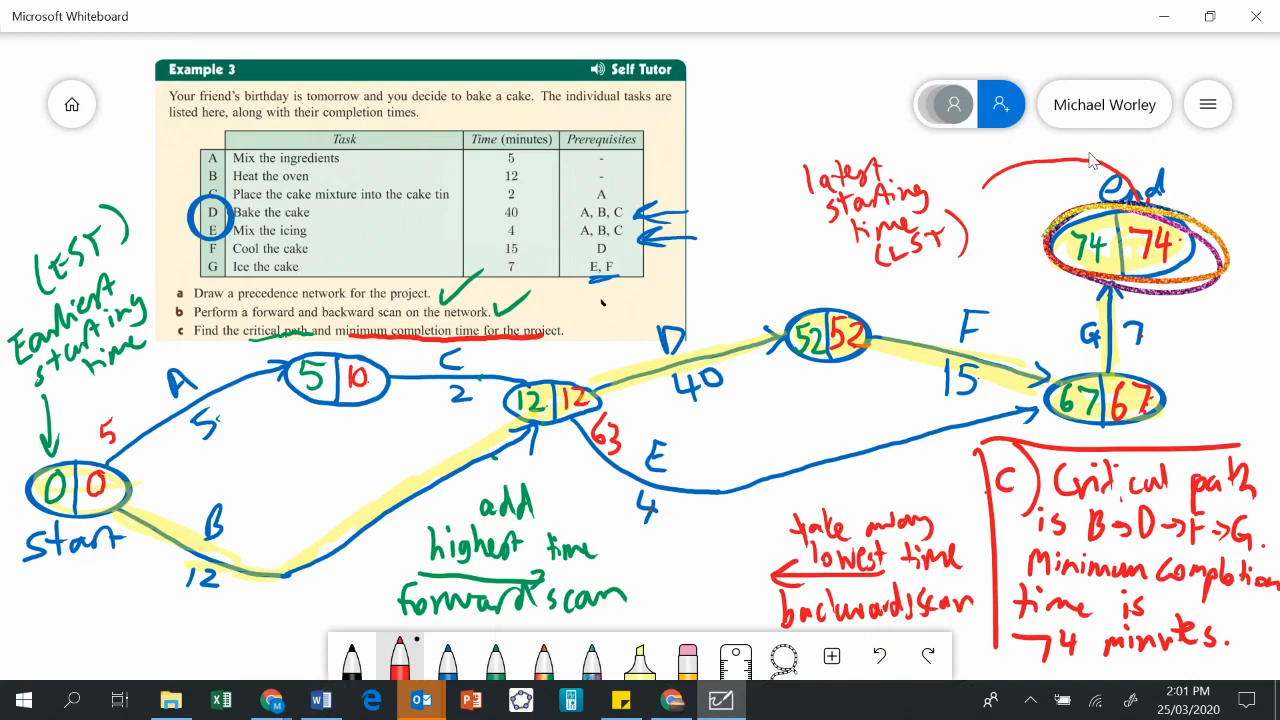 Microsoft Whiteboard
Example 3
Self Tutor
Your friend's birthday is tomorrow and you decide to bake a cake. The individual tasks are
listed here, along with their completion times.
Task Time (minutes) Prerequisites
A Mix the ingredients 5 -
B Heat the oven 12 -
C Place the cake mixture into the cake tin 2 A
D Bake the cake 40 A, B, C
E Mix the icing 4 A, B, C
F Cool the cake 15 D
G Ice the cake 7 E, F
a Draw a precedence network for the project.
b Perform a forward and backward scan on the network.
c Find the critical path and minimum completion time for the project.
Michael Worley
latest
starting
time
(LST)
end
74 74
(EST)
Earliest
starting
time
G 7
D
40
52 52
F
15
A
5
5
5 10
C
2
12 12
63
E
4
67 67
0 0
start
B
12
add
highest time
forward scan
take away
lowest time
backward scan
C) Critical path
is B→D→F→G.
Minimum completion
time is
74 minutes.
2:01 PM
25/03/2020